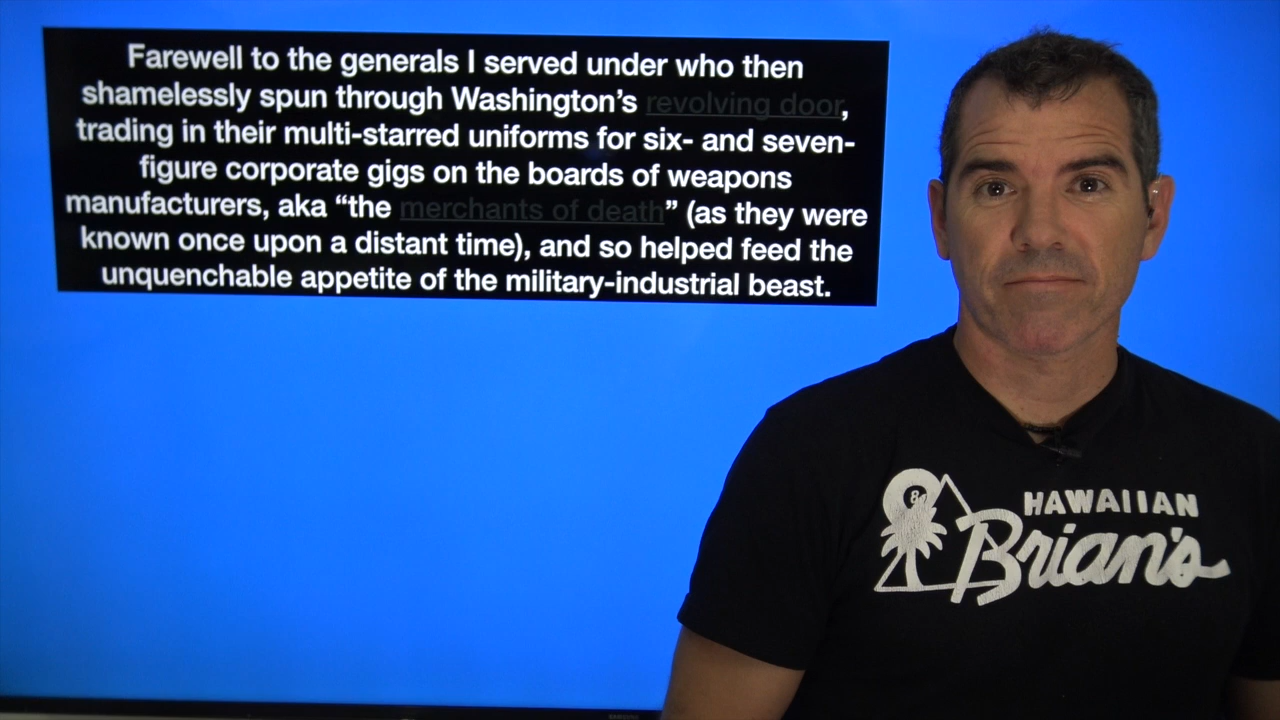 Farewell to the generals I served under who then
shamelessly spun through Washington’s revolving door,
trading in their multi-starred uniforms for six- and seven-
figure corporate gigs on the boards of weapons
manufacturers, aka “the merchants of death” (as they were
known once upon a distant time), and so helped feed the
unquenchable appetite of the military-industrial beast.
8
HAWAIIAN
Brian's
SAMSUNG